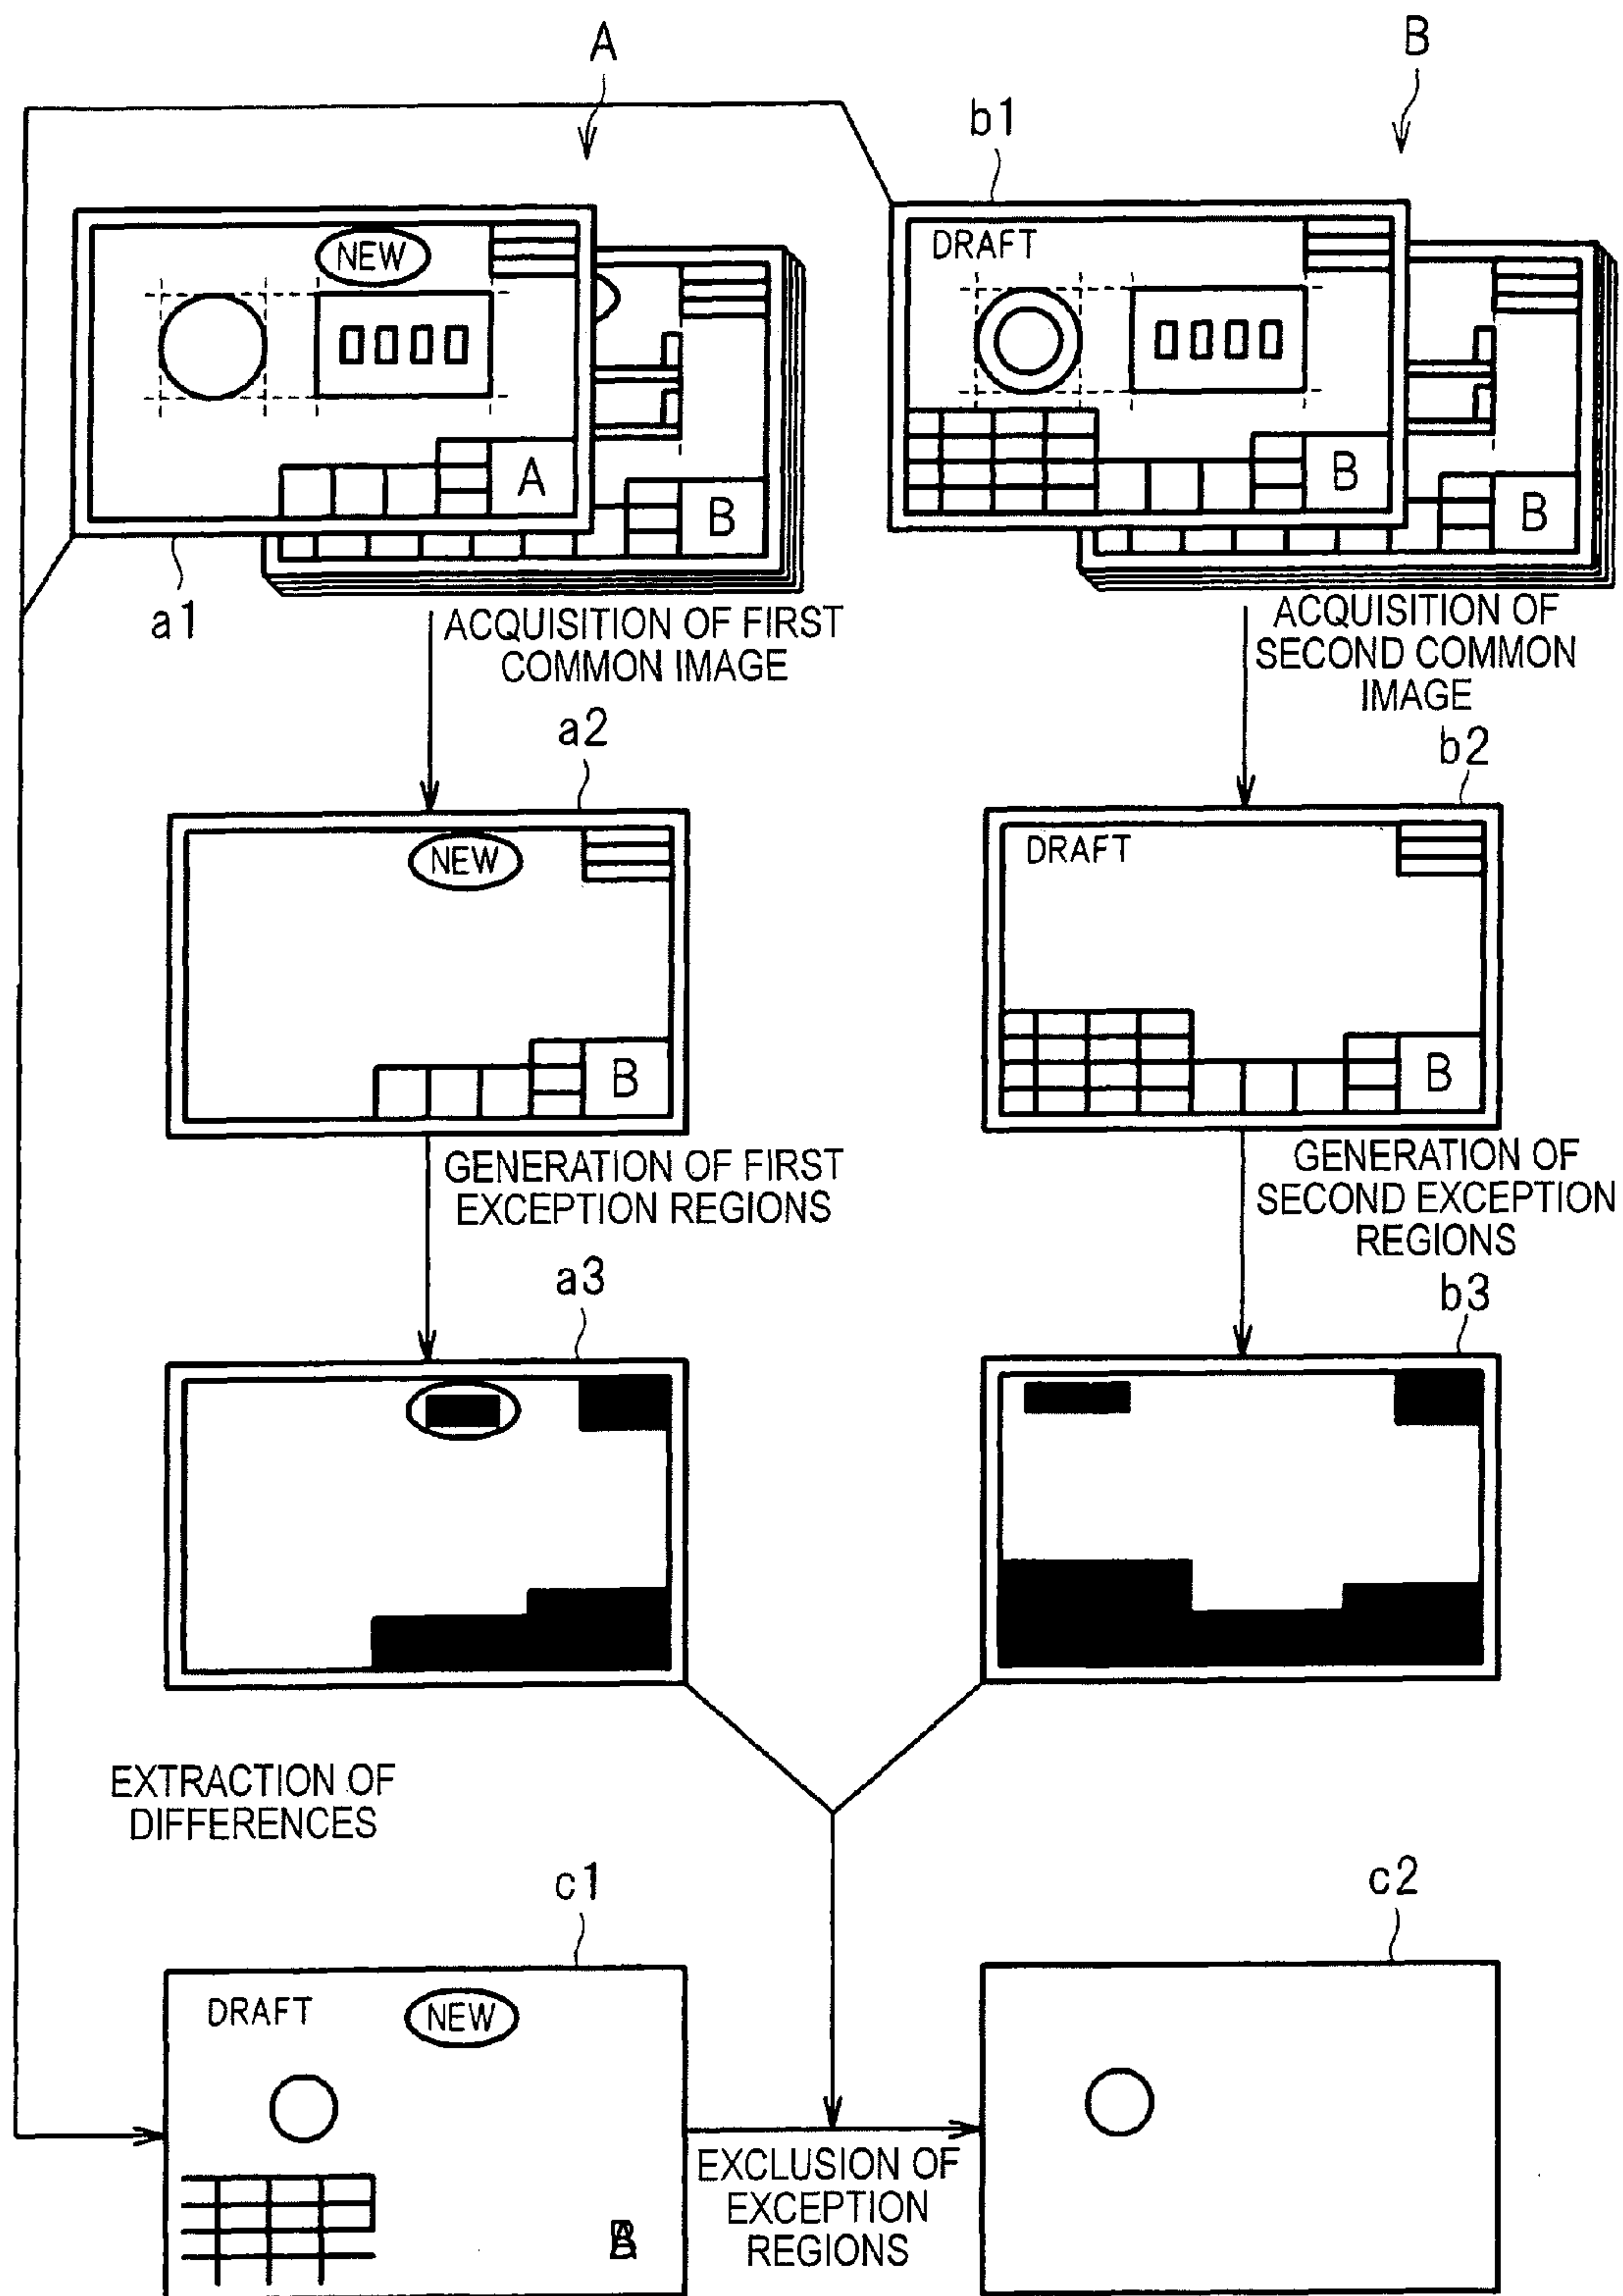 A
B
b1
NEW
DRAFT
A
B
B
B
a1
ACQUISITION OF FIRST
COMMON IMAGE
ACQUISITION OF
SECOND COMMON
IMAGE
a2
b2
NEW
DRAFT
B
B
GENERATION OF FIRST
EXCEPTION REGIONS
GENERATION OF
SECOND EXCEPTION
REGIONS
a3
b3
EXTRACTION OF
DIFFERENCES
c1
c2
DRAFT
NEW
EXCLUSION OF
EXCEPTION
REGIONS